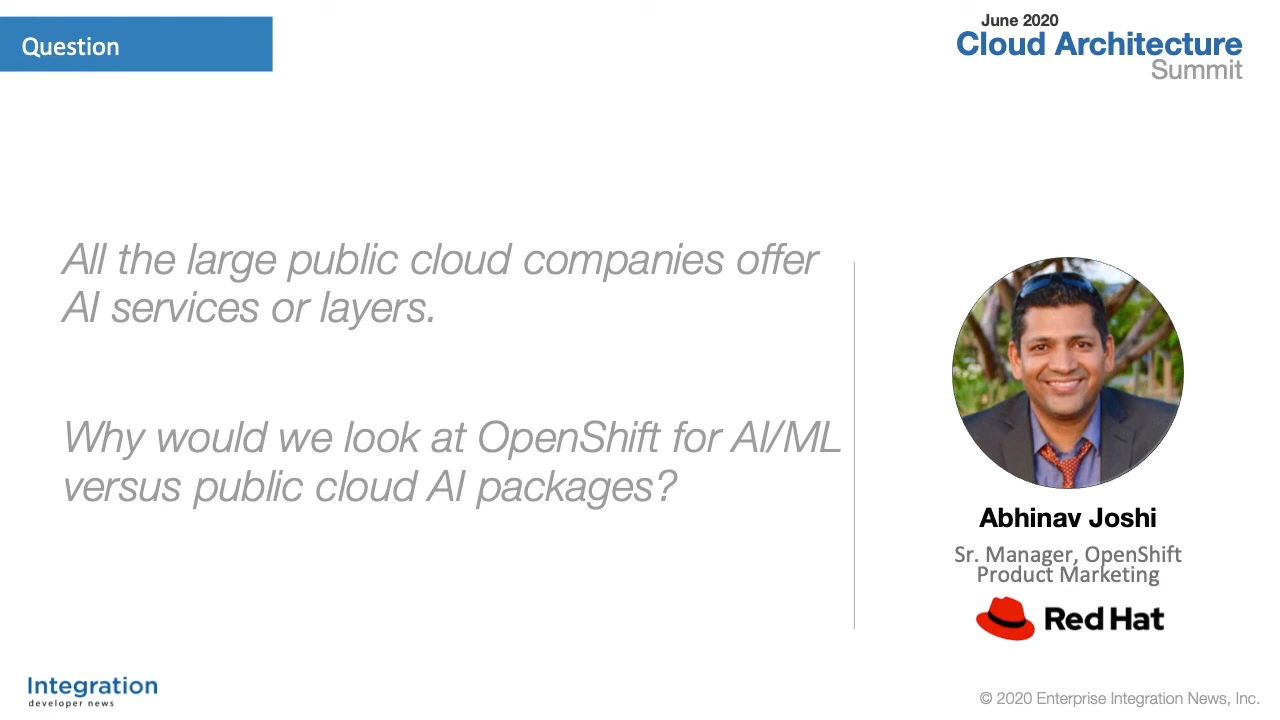 Question
June 2020
Cloud Architecture
Summit
All the large public cloud companies offer
AI services or layers.
Why would we look at OpenShift for AI/ML
versus public cloud AI packages?
Abhinav Joshi
Sr. Manager, OpenShift
Product Marketing
Red Hat
Integration
developer news
© 2020 Enterprise Integration News, Inc.